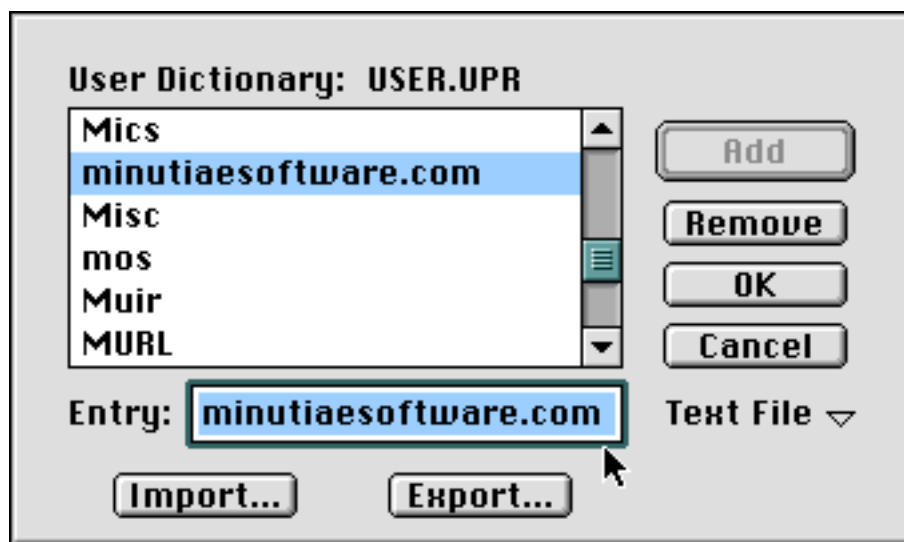 User Dictionary: USER.UPR
Mics
minutiaesoftware.com
Misc
mos
Muir
MURL
Add
Remove
OK
Cancel
Entry: minutiaesoftware.com
Text File
Import...
Export...